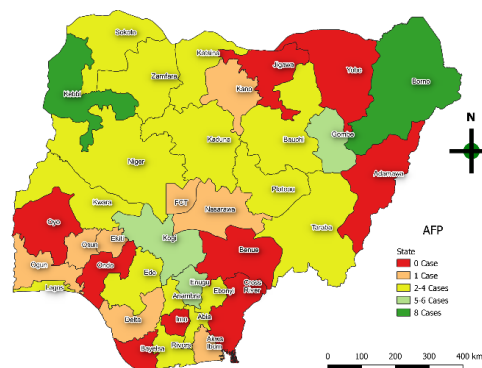 Sokoto
Katsina
Jigawa
Yobe
Borno
Kebbi
Zamfara
Kano
Gombe
Kaduna
Bauchi
N
Niger
Adamawa
Plateau
Kwara
FCT
Nasarawa
Taraba
Oyo
Kogi
Benue
Osun
Ekiti
Ogun
Ondo
Edo
Enugu
Cross
River
Lagos
Anambra
Ebonyi
Delta
Imo
Abia
Bayelsa
Rivers
Akwa
Ibom
AFP
State
0 Case
1 Case
2-4 Cases
5-6 Cases
8 Cases
0 100 200 300 400 km